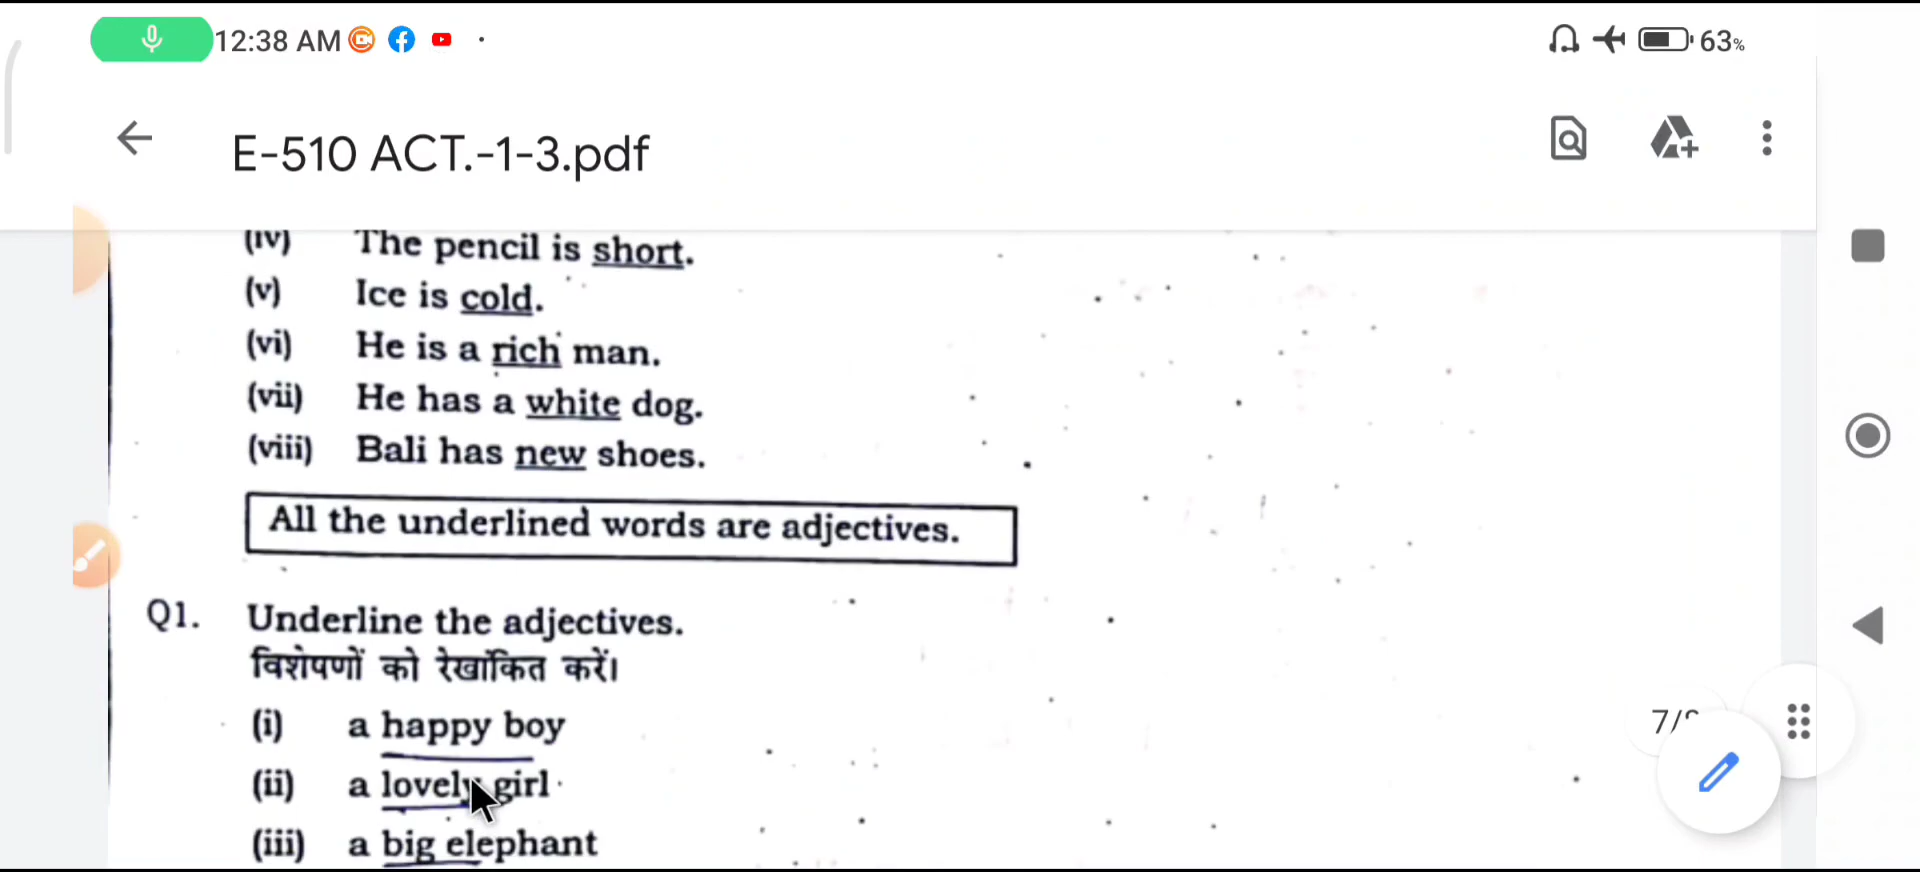 12:38 AM
63%
E-510 ACT.-1-3.pdf
(iv) The pencil is short.
(v) Ice is cold.
(vi) He is a rich man.
(vii) He has a white dog.
(viii) Bali has new shoes.
All the underlined words are adjectives.
Q1. Underline the adjectives.
विशेषणों को रेखांकित करें।
(i) a happy boy
(ii) a lovely girl
(iii) a big elephant